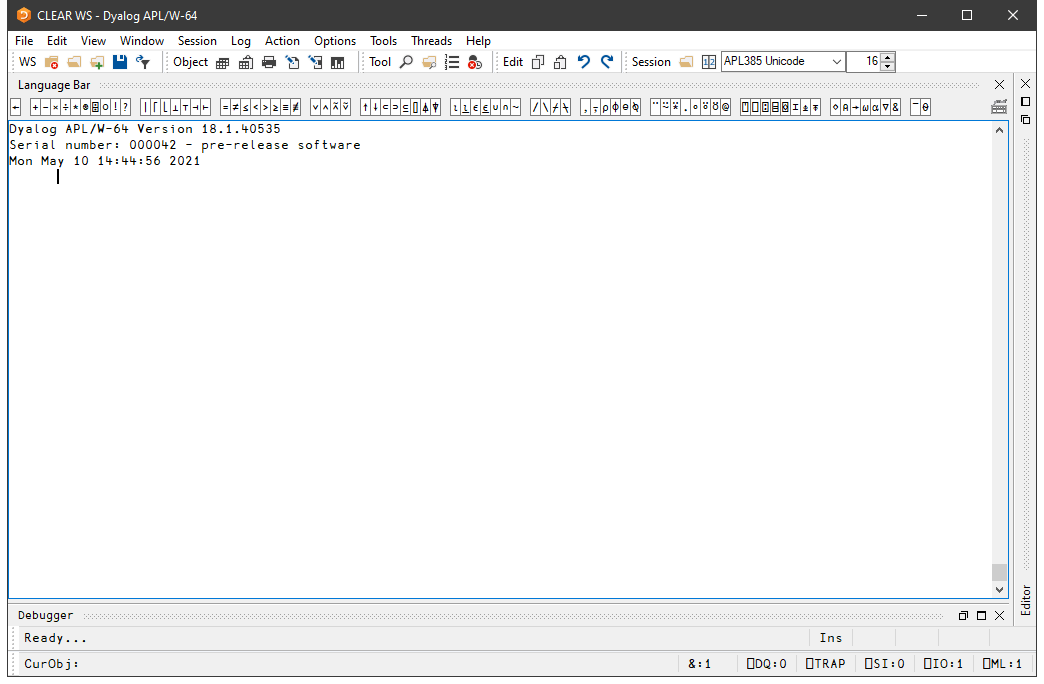 CLEAR WS - Dyalog APL/W-64
File Edit View Window Session Log Action Options Tools Threads Help
WS Object Tool Edit Session APL385 Unicode 16
Language Bar
Dyalog APL/W-64 Version 18.1.40535
Serial number: 000042 - pre-release software
Mon May 10 14:44:56 2021
Editor
Debugger
Ready... Ins
CurObj: &:1 ⎕DQ:0 ⎕TRAP ⎕SI:0 ⎕IO:1 ⎕ML:1